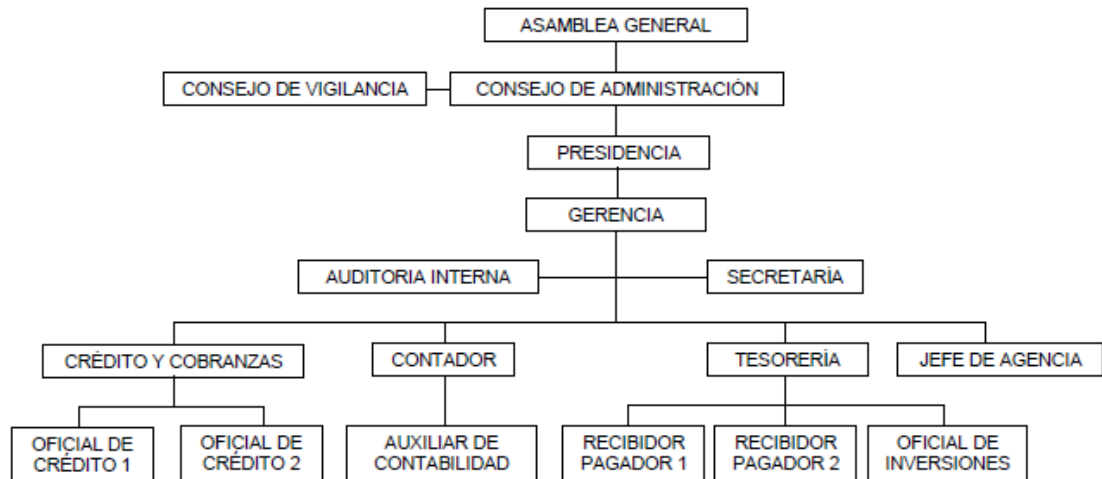 ASAMBLEA GENERAL
CONSEJO DE VIGILANCIA
CONSEJO DE ADMINISTRACIÓN
PRESIDENCIA
GERENCIA
AUDITORIA INTERNA
SECRETARÍA
CRÉDITO Y COBRANZAS
CONTADOR
TESORERÍA
JEFE DE AGENCIA
OFICIAL DE
CRÉDITO 1
OFICIAL DE
CRÉDITO 2
AUXILIAR DE
CONTABILIDAD
RECIBIDOR
PAGADOR 1
RECIBIDOR
PAGADOR 2
OFICIAL DE
INVERSIONES